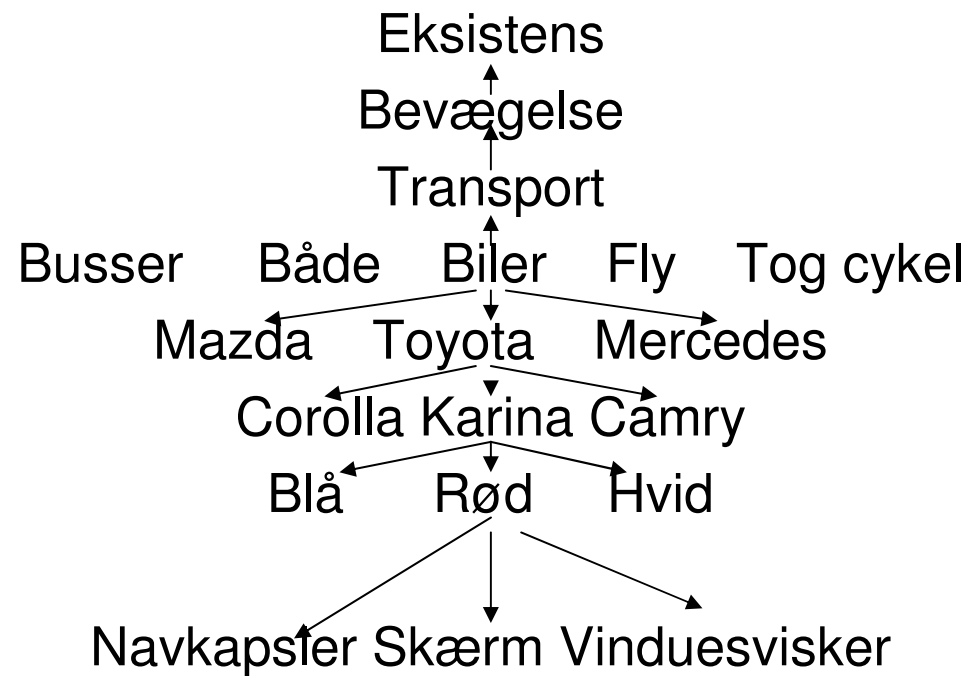 Eksistens
Bevægelse
Transport
Busser Både Biler Fly Tog cykel
Mazda Toyota Mercedes
Corolla Karina Camry
Blå Rød Hvid
Navkapsler Skærm Vinduesvisker